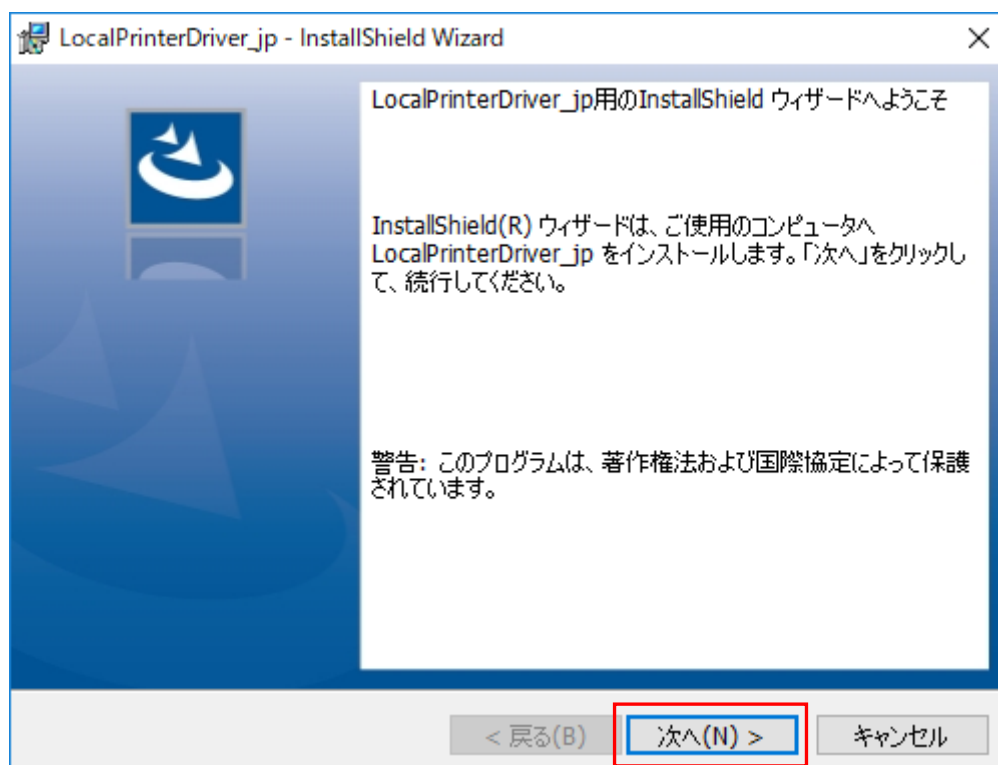 LocalPrinterDriver_jp - InstallShield Wizard
LocalPrinterDriver_jp用のInstallShield ウィザードへようこそ
InstallShield(R) ウィザードは、ご使用のコンピュータへ
LocalPrinterDriver_jp をインストールします。「次へ」をクリックし
て、続行してください。
警告: このプログラムは、著作権法および国際協定によって保護
されています。
< 戻る(B)
次へ(N) >
キャンセル